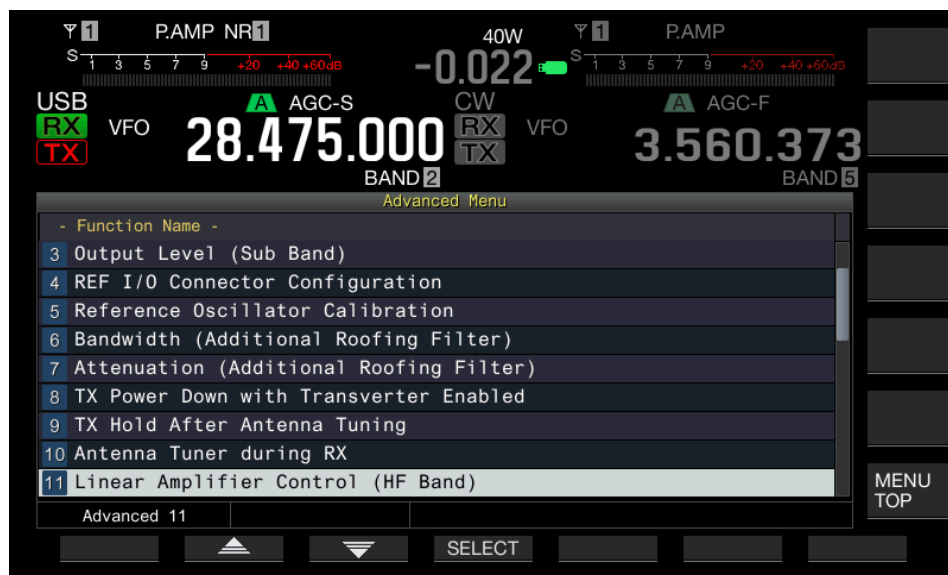 1 P.AMP NR1 40W 1 P.AMP
S 1 3 5 7 9 +20 +40 +60dB -0.022 S 1 3 5 7 9 +20 +40 +60dB
USB A AGC-S CW A AGC-F
RX VFO 28.475.000 RX VFO 3.560.373
TX TX
BAND 2 BAND 5
Advanced Menu
- Function Name -
3 Output Level (Sub Band)
4 REF I/O Connector Configuration
5 Reference Oscillator Calibration
6 Bandwidth (Additional Roofing Filter)
7 Attenuation (Additional Roofing Filter)
8 TX Power Down with Transverter Enabled
9 TX Hold After Antenna Tuning
10 Antenna Tuner during RX
11 Linear Amplifier Control (HF Band)
MENU
TOP
Advanced 11
SELECT